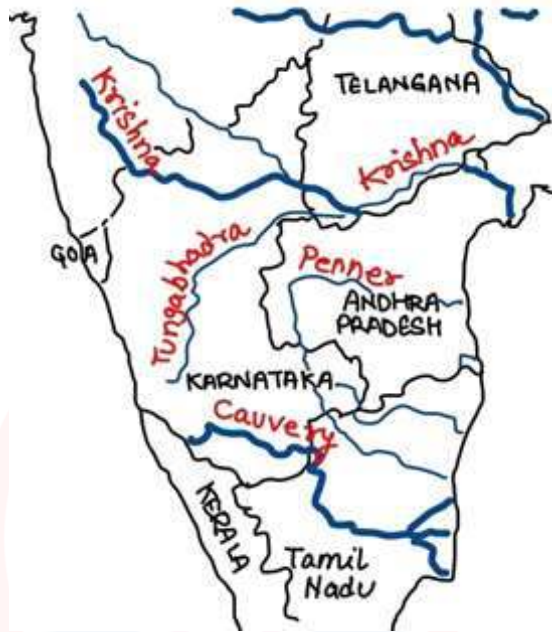 TELANGANA
Krishna
Krishna
GOA
Tungabhadra
Penner
ANDHRA
PRADESH
KARNATAKA
Cauvery
KERALA
Tamil
Nadu